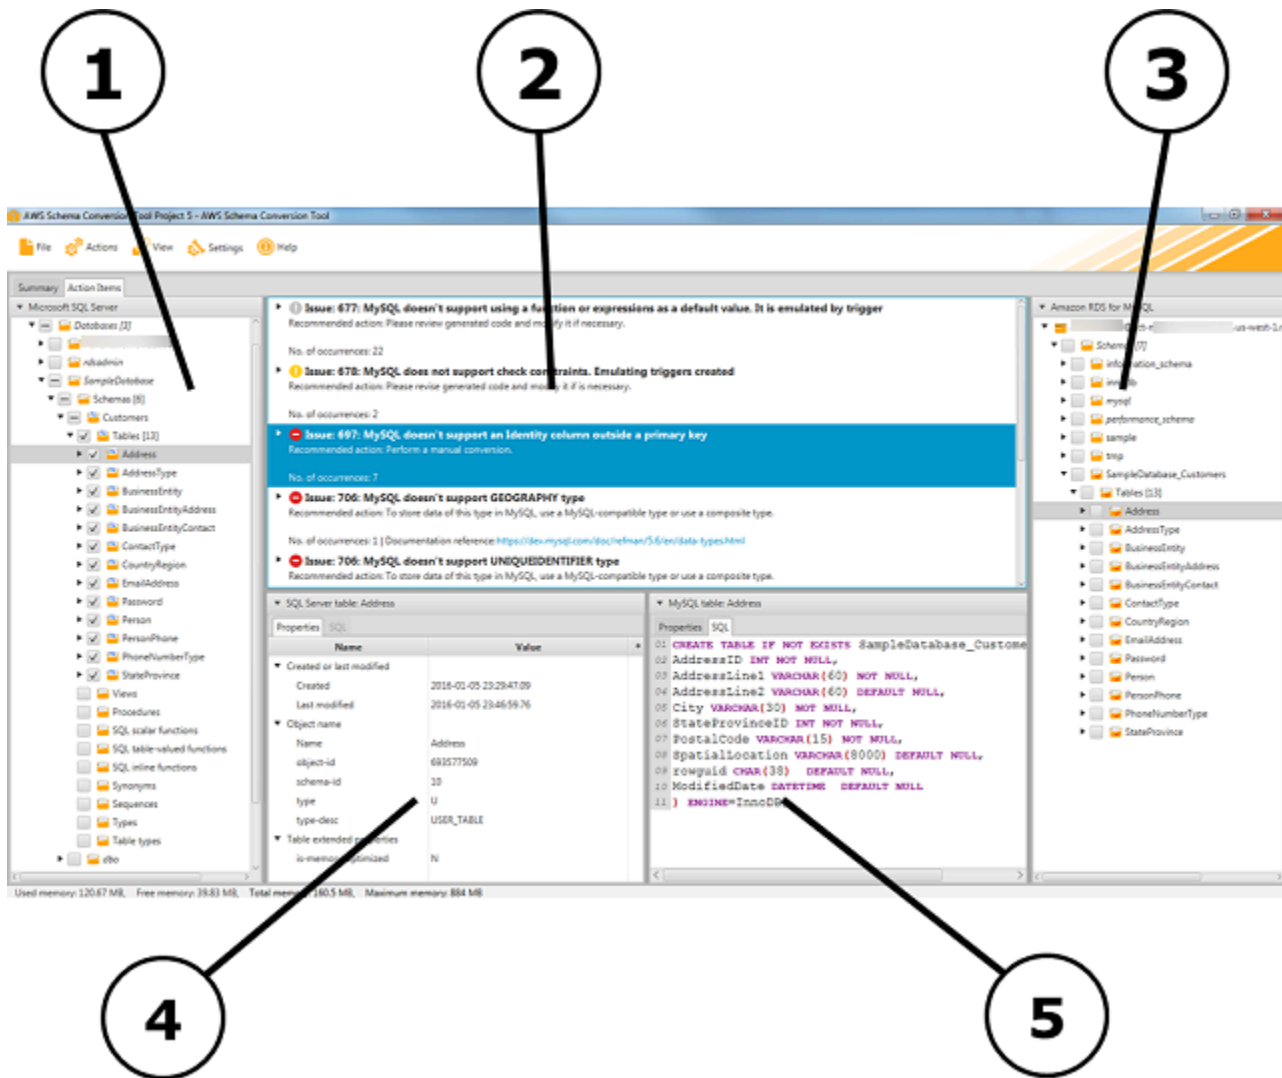 1
2
3
AWS Schema Conversion Tool Project 5 - AWS Schema Conversion Tool
File Actions View Settings Help
Summary Action Items
Microsoft SQL Server
Databases [3]
rdsadmin
SampleDatabase
Schemas [6]
Customers
Tables [13]
Address
AddressType
BusinessEntity
BusinessEntityAddress
BusinessEntityContact
ContactType
CountryRegion
EmailAddress
Password
Person
PersonPhone
PhoneNumberType
StateProvince
Views
Procedures
SQL scalar functions
SQL table-valued functions
SQL inline functions
Synonyms
Sequences
Types
Table types
dbo
Issue: 677: MySQL doesn't support using a function or expressions as a default value. It is emulated by trigger
Recommended action: Please review generated code and modify it if necessary.
No. of occurrences: 22
Issue: 678: MySQL does not support check constraints. Emulating triggers created
Recommended action: Please revise generated code and modify it if is necessary.
No. of occurrences: 2
Issue: 697: MySQL doesn't support an Identity column outside a primary key
Recommended action: Perform a manual conversion.
No. of occurrences: 7
Issue: 706: MySQL doesn't support GEOGRAPHY type
Recommended action: To store data of this type in MySQL, use a MySQL-compatible type or use a composite type.
No. of occurrences: 1 | Documentation reference: https://dev.mysql.com/doc/refman/5.6/en/data-types.html
Issue: 706: MySQL doesn't support UNIQUEIDENTIFIER type
Recommended action: To store data of this type in MySQL, use a MySQL-compatible type or use a composite type.
Amazon RDS for MySQL
.us-west-1.r
Schemas [7]
information_schema
innodb
mysql
performance_schema
sample
tmp
SampleDatabase_Customers
Tables [13]
Address
AddressType
BusinessEntity
BusinessEntityAddress
BusinessEntityContact
ContactType
CountryRegion
EmailAddress
Password
Person
PersonPhone
PhoneNumberType
StateProvince
SQL Server table: Address
Properties SQL
Name Value
Created or last modified
Created 2016-01-05 23:29:47.09
Last modified 2016-01-05 23:46:59.76
Object name
Name Address
object-id 693577509
schema-id 10
type U
type-desc USER_TABLE
Table extended properties
is-memory-optimized N
MySQL table: Address
Properties SQL
01 CREATE TABLE IF NOT EXISTS SampleDatabase_Custome
02 AddressID INT NOT NULL,
03 AddressLine1 VARCHAR(60) NOT NULL,
04 AddressLine2 VARCHAR(60) DEFAULT NULL,
05 City VARCHAR(30) NOT NULL,
06 StateProvinceID INT NOT NULL,
07 PostalCode VARCHAR(15) NOT NULL,
08 SpatialLocation VARCHAR(8000) DEFAULT NULL,
09 rowguid CHAR(38) DEFAULT NULL,
10 ModifiedDate DATETIME DEFAULT NULL
11 ) ENGINE=InnoDB
Used memory: 120.67 MB, Free memory: 39.83 MB, Total memory: 160.5 MB, Maximum memory: 884 MB
4
5